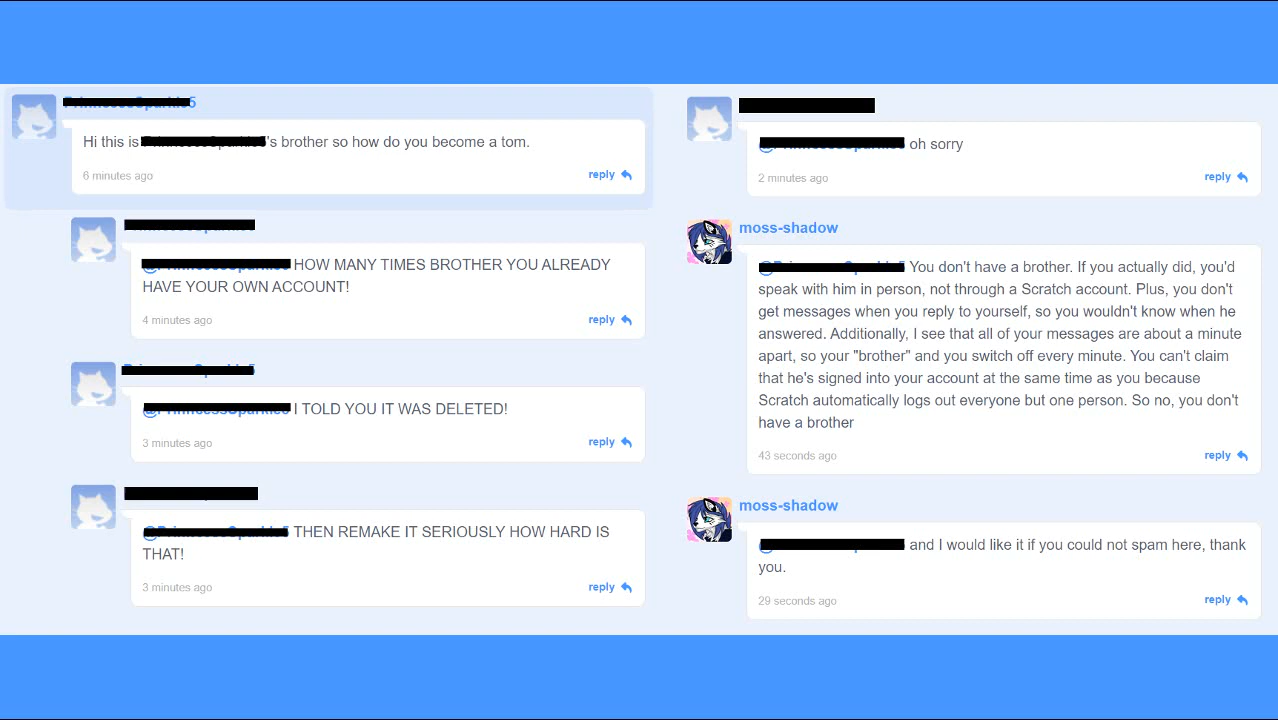 Hi this is 's brother so how do you become a tom.
6 minutes ago reply
HOW MANY TIMES BROTHER YOU ALREADY
HAVE YOUR OWN ACCOUNT!
4 minutes ago reply
I TOLD YOU IT WAS DELETED!
3 minutes ago reply
THEN REMAKE IT SERIOUSLY HOW HARD IS
THAT!
3 minutes ago reply
oh sorry
2 minutes ago reply
moss-shadow
You don't have a brother. If you actually did, you'd
speak with him in person, not through a Scratch account. Plus, you don't
get messages when you reply to yourself, so you wouldn't know when he
answered. Additionally, I see that all of your messages are about a minute
apart, so your "brother" and you switch off every minute. You can't claim
that he's signed into your account at the same time as you because
Scratch automatically logs out everyone but one person. So no, you don't
have a brother
43 seconds ago reply
moss-shadow
and I would like it if you could not spam here, thank
you.
29 seconds ago reply